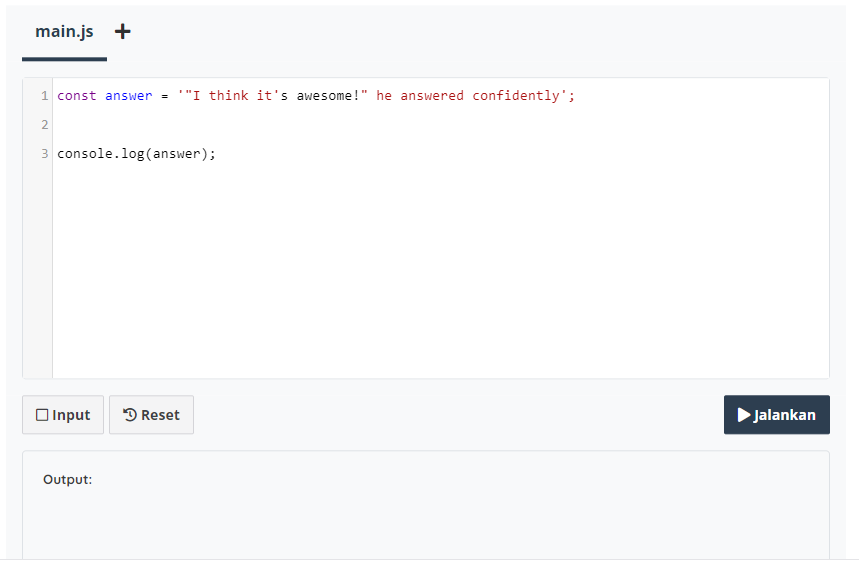 main.js +
1 const answer = '"I think it's awesome!" he answered confidently';
2
3 console.log(answer);
Input Reset Jalankan
Output: